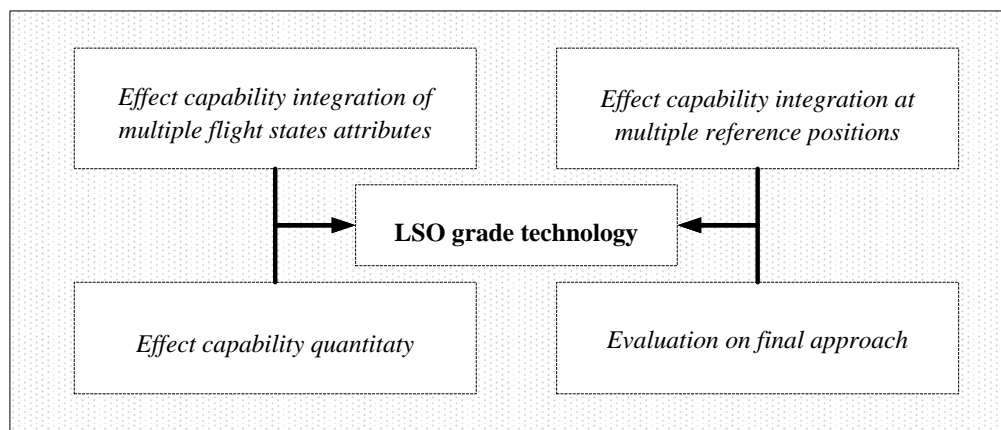 Effect capability integration of
multiple flight states attributes
Effect capability integration at
multiple reference positions
LSO grade technology
Effect capability quantitaty
Evaluation on final approach